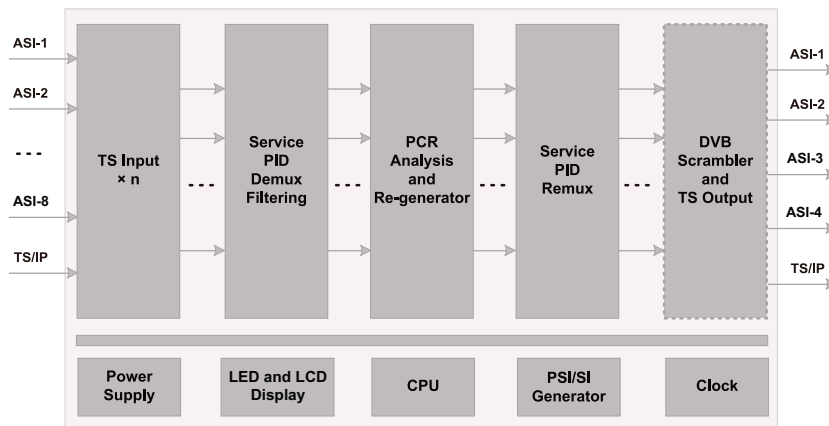 ASI-1
ASI-2
...
ASI-8
TS/IP
TS Input
× n
...
Service
PID
Demux
Filtering
...
PCR
Analysis
and
Re-generator
...
Service
PID
Remux
...
DVB
Scrambler
and
TS Output
ASI-1
ASI-2
ASI-3
ASI-4
TS/IP
Power
Supply
LED and LCD
Display
CPU
PSI/SI
Generator
Clock